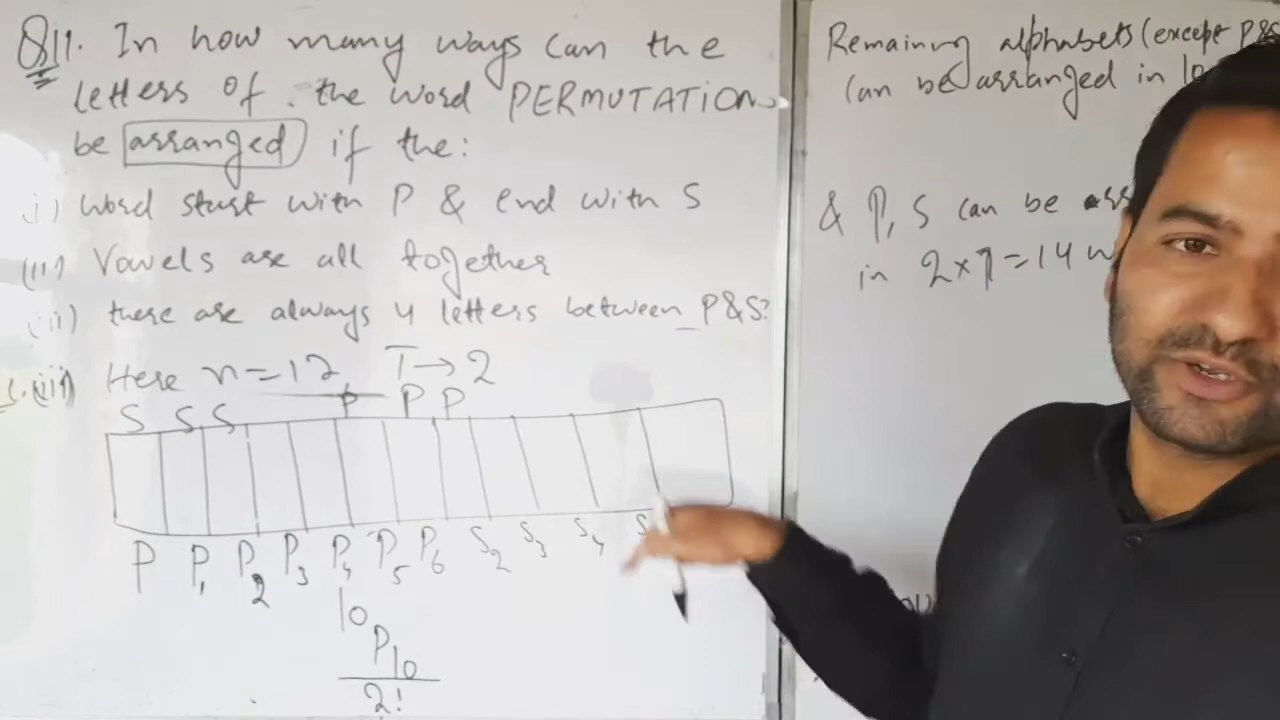 Q11. In how many ways can the
letters of the word PERMUTATIONS
be arranged if the:
(i) Word start with P & end with S
(ii) Vowels are all together
(iii) there are always 4 letters between P & S?
S.(iii) Here n = 12, T → 2
S S S P P P
P P1 P2 P3 P4 P5 P6 S2 S3 S4 S
10P10
2!
Remaining alphabets (except P &
can be arranged in 10
& P, S can be
in 2 × 7 = 14 w